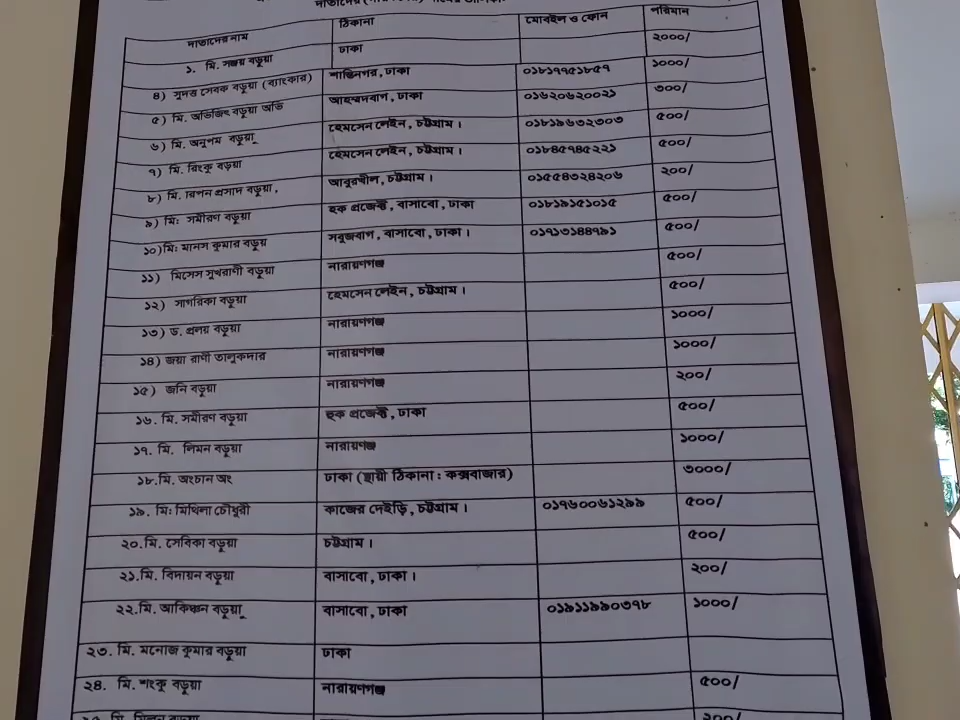 দাতাদের নাম ঠিকানা মোবাইল ও ফোন পরিমান
১. মি. সঞ্জয় বড়ুয়া ঢাকা ২০০০/
৪) সুদত্ত সেবক বড়ুয়া (ব্যাংকার) শান্তিনগর, ঢাকা ০১৮১৭৭৫১৮৫৭ ১০০০/
৫) মি. অভিজিৎ বড়ুয়া অভি আহম্মদবাগ, ঢাকা ০১৬২০৬২০০২১ ৩০০/
৬) মি. অনুপম বড়ুয়া হেমসেন লেইন, চট্টগ্রাম। ০১৮১৯৬৩২৩০৩ ৫০০/
৭) মি. রিংকু বড়ুয়া হেমসেন লেইন, চট্টগ্রাম। ০১৮৪৫৭৪৫২২১ ৫০০/
৮) মি. রিপন প্রসাদ বড়ুয়া, আবুরখীল, চট্টগ্রাম। ০১৫৫৪৩২৪২০৬ ২০০/
৯) মিঃ সমীরণ বড়ুয়া হক প্রজেক্ট, বাসাবো, ঢাকা ০১৮১৯১৫১০১৫ ৫০০/
১০)মিঃ মানস কুমার বড়ুয়া সবুজবাগ, বাসাবো, ঢাকা। ০১৭১৩১৪৪৭৯১ ৫০০/
১১) মিসেস সুখরাণী বড়ুয়া নারায়ণগঞ্জ ৫০০/
১২) সাগরিকা বড়ুয়া হেমসেন লেইন, চট্টগ্রাম। ৫০০/
১৩) ড. প্রলয় বড়ুয়া নারায়ণগঞ্জ ১০০০/
১৪) জয়া রাণী তালুকদার নারায়ণগঞ্জ ১০০০/
১৫) জনি বড়ুয়া নারায়ণগঞ্জ ২০০/
১৬. মি. সমীরণ বড়ুয়া হক প্রজেক্ট, ঢাকা ৫০০/
১৭. মি. লিমন বড়ুয়া নারায়ণগঞ্জ ১০০০/
১৮.মি. অংচান অং ঢাকা (স্থায়ী ঠিকানা : কক্সবাজার) ৩০০০/
১৯. মিঃ মিথিলা চৌধুরী কাজের দেইড়ি, চট্টগ্রাম। ০১৭৬০০৬১২৯৯ ৫০০/
২০.মি. সেবিকা বড়ুয়া চট্টগ্রাম। ৫০০/
২১.মি. বিদায়ন বড়ুয়া বাসাবো, ঢাকা। ২০০/
২২.মি. আকিঞ্চন বড়ুয়া বাসাবো, ঢাকা ০১৯১১৯৯০৩৭৮ ১০০০/
২৩. মি. মনোজ কুমার বড়ুয়া ঢাকা
২৪. মি. শংকু বড়ুয়া নারায়ণগঞ্জ ৫০০/
২৫. মি. বড়ুয়া ২০০/